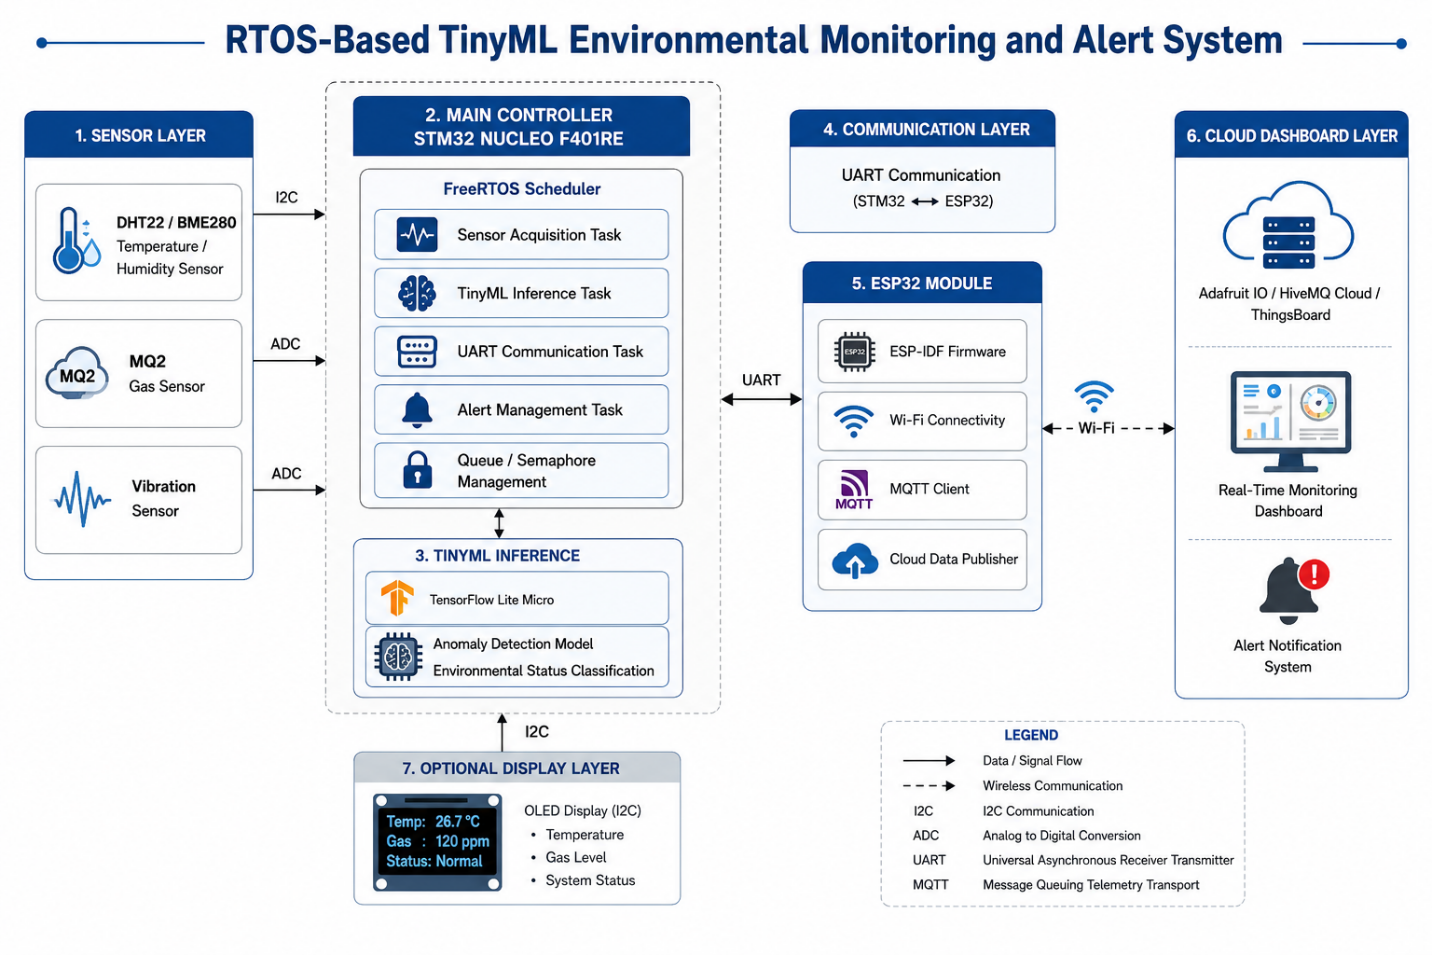 RTOS-Based TinyML Environmental Monitoring and Alert System
1. SENSOR LAYER
DHT22 / BME280
Temperature /
Humidity Sensor
MQ2
MQ2
Gas Sensor
Vibration
Sensor
I2C
ADC
ADC
2. MAIN CONTROLLER
STM32 NUCLEO F401RE
FreeRTOS Scheduler
Sensor Acquisition Task
TinyML Inference Task
UART Communication Task
Alert Management Task
Queue / Semaphore
Management
3. TINYML INFERENCE
TensorFlow Lite Micro
Anomaly Detection Model
Environmental Status Classification
I2C
7. OPTIONAL DISPLAY LAYER
Temp: 26.7 °C
Gas : 120 ppm
Status: Normal
OLED Display (I2C)
• Temperature
• Gas Level
• System Status
UART
4. COMMUNICATION LAYER
UART Communication
(STM32 ↔ ESP32)
5. ESP32 MODULE
ESP32
ESP-IDF Firmware
Wi-Fi Connectivity
MQTT
MQTT Client
Cloud Data Publisher
Wi-Fi
6. CLOUD DASHBOARD LAYER
Adafruit IO / HiveMQ Cloud /
ThingsBoard
Real-Time Monitoring
Dashboard
!
Alert Notification
System
LEGEND
Data / Signal Flow
Wireless Communication
I2C I2C Communication
ADC Analog to Digital Conversion
UART Universal Asynchronous Receiver Transmitter
MQTT Message Queuing Telemetry Transport